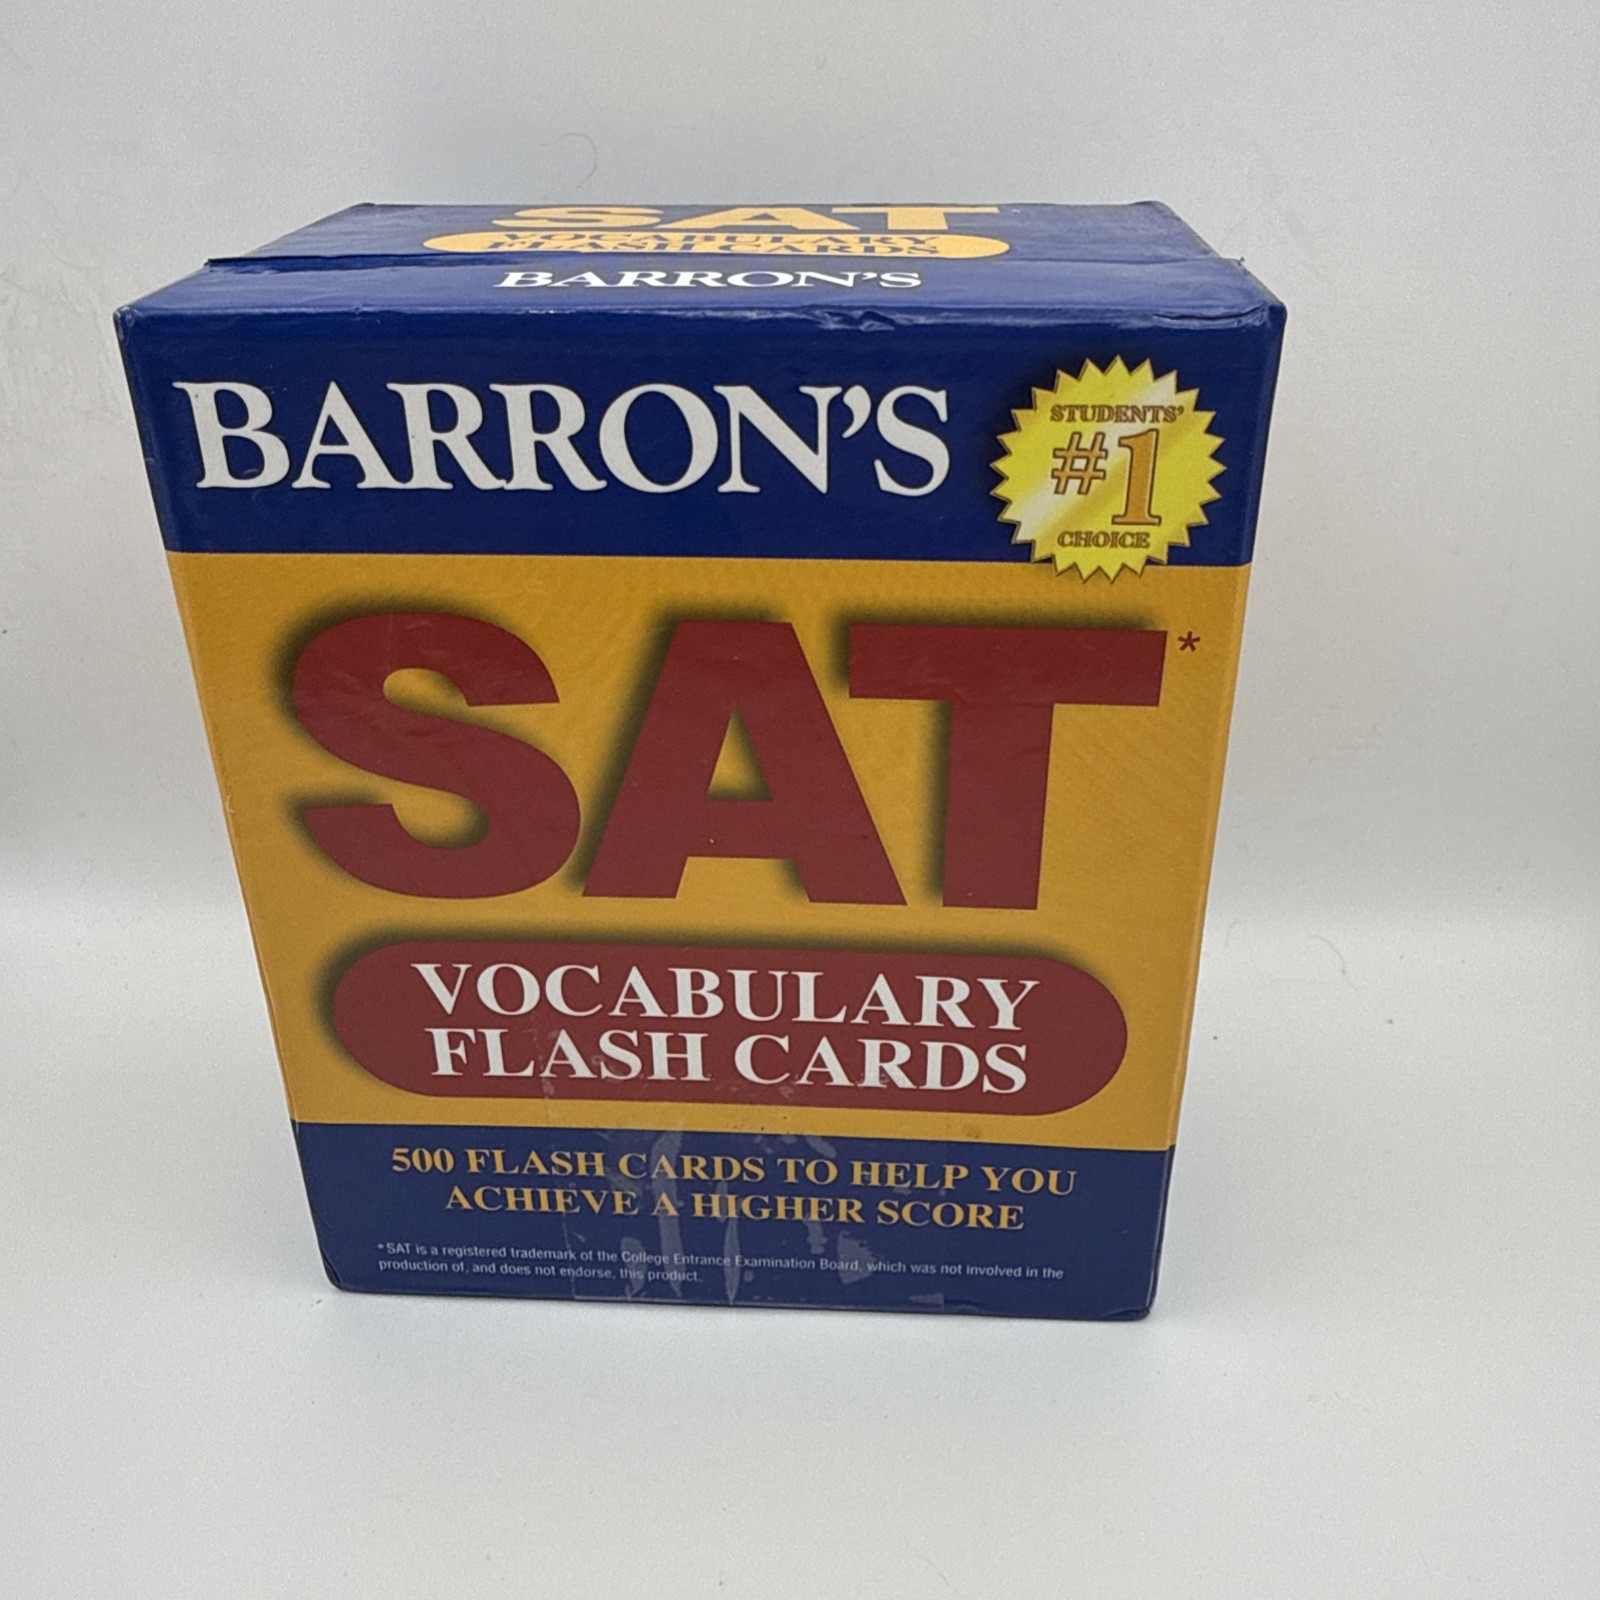 SAT
VOCABULARY
FLASH CARDS
BARRON'S
BARRON'S
STUDENTS'
#1
CHOICE
SAT*
VOCABULARY
FLASH CARDS
500 FLASH CARDS TO HELP YOU
ACHIEVE A HIGHER SCORE
*SAT is a registered trademark of the College Entrance Examination Board, which was not involved in the
production of, and does not endorse, this product.